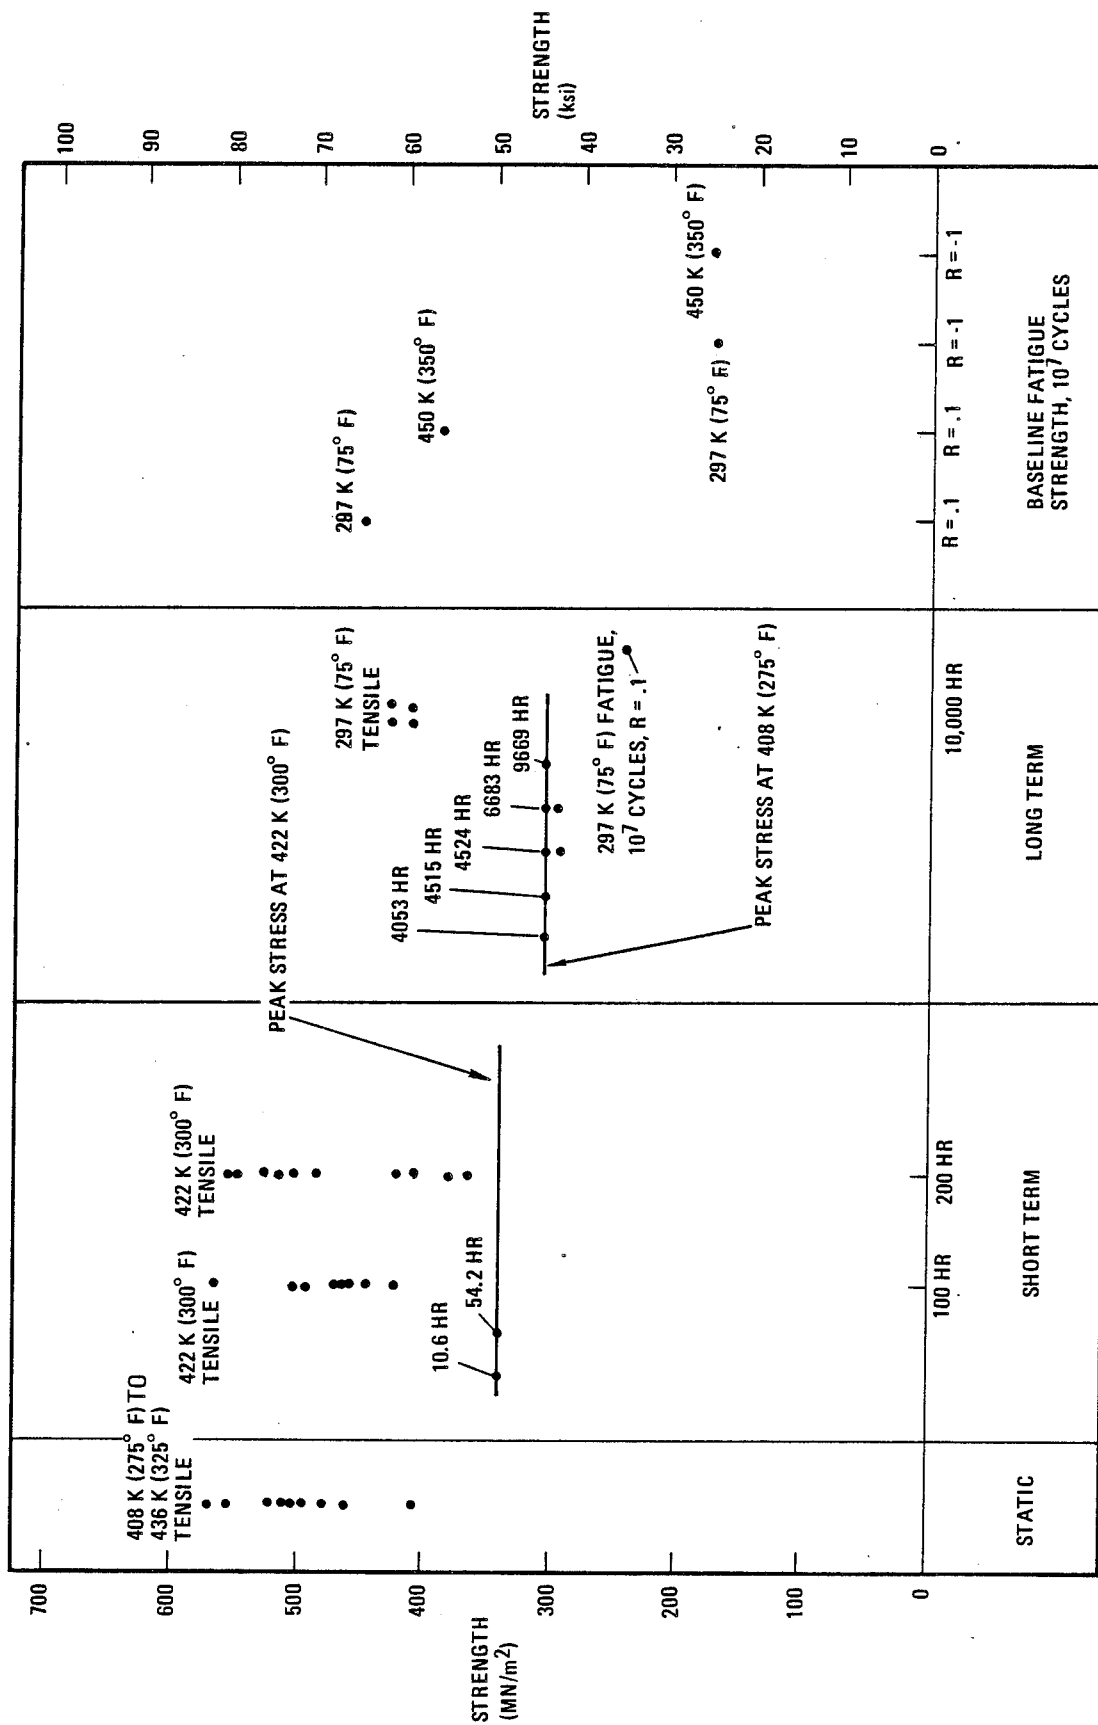 STRENGTH
(MN/m²)
700
600
500
400
300
200
100
0
408 K (275° F) TO
436 K (325° F)
TENSILE
STATIC
422 K (300° F)
TENSILE
422 K (300° F)
TENSILE
10.6 HR
54.2 HR
PEAK STRESS AT 422 K (300° F)
100 HR
200 HR
SHORT TERM
4053 HR
4515 HR
4524 HR
6683 HR
9669 HR
297 K (75° F)
TENSILE
297 K (75° F) FATIGUE,
10⁷ CYCLES, R = .1
PEAK STRESS AT 408 K (275° F)
10,000 HR
LONG TERM
297 K (75° F)
450 K (350° F)
297 K (75° F)
450 K (350° F)
R = .1
R = .1
R = -1
R = -1
BASELINE FATIGUE
STRENGTH, 10⁷ CYCLES
100
90
80
70
60
50
40
30
20
10
0
STRENGTH
(ksi)